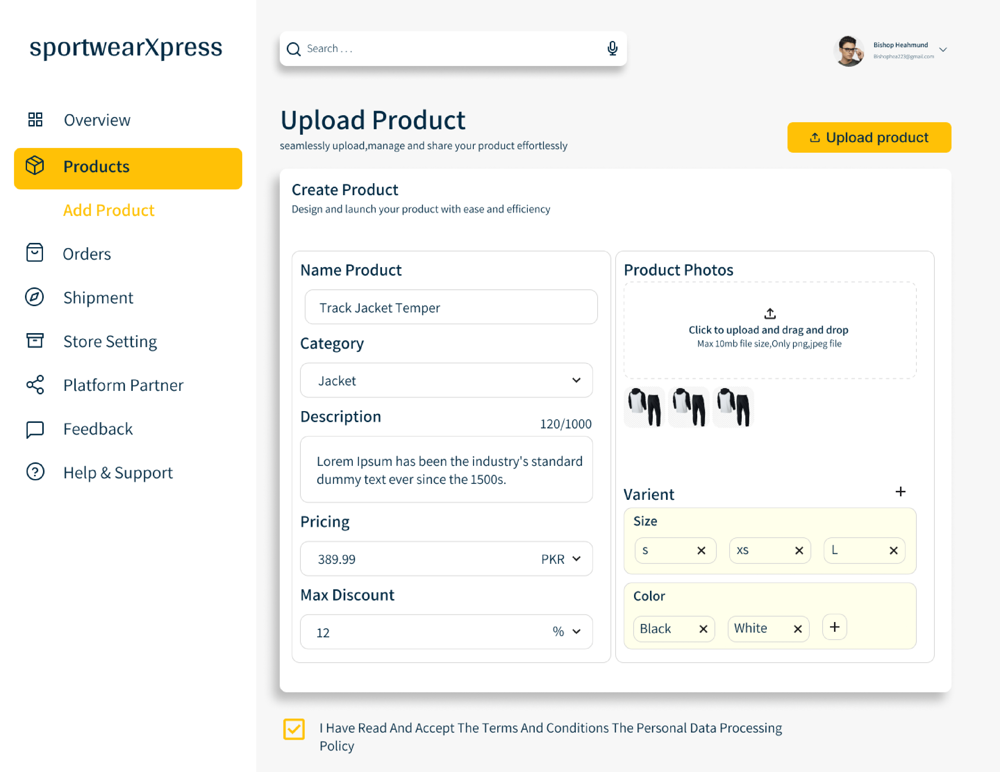 sportwearXpress
Search . . .
Bishop Heahmund
Bishophea223@gmail.com
Overview
Products
Add Product
Orders
Shipment
Store Setting
Platform Partner
Feedback
Help & Support
Upload Product
seamlessly upload,manage and share your product effortlessly
Upload product
Create Product
Design and launch your product with ease and efficiency
Name Product
Track Jacket Temper
Category
Jacket
Description
120/1000
Lorem Ipsum has been the industry's standard
dummy text ever since the 1500s.
Pricing
389.99 PKR
Max Discount
12 %
Product Photos
Click to upload and drag and drop
Max 10mb file size,Only png,jpeg file
Varient
Size
s xs L
Color
Black White
I Have Read And Accept The Terms And Conditions The Personal Data Processing
Policy